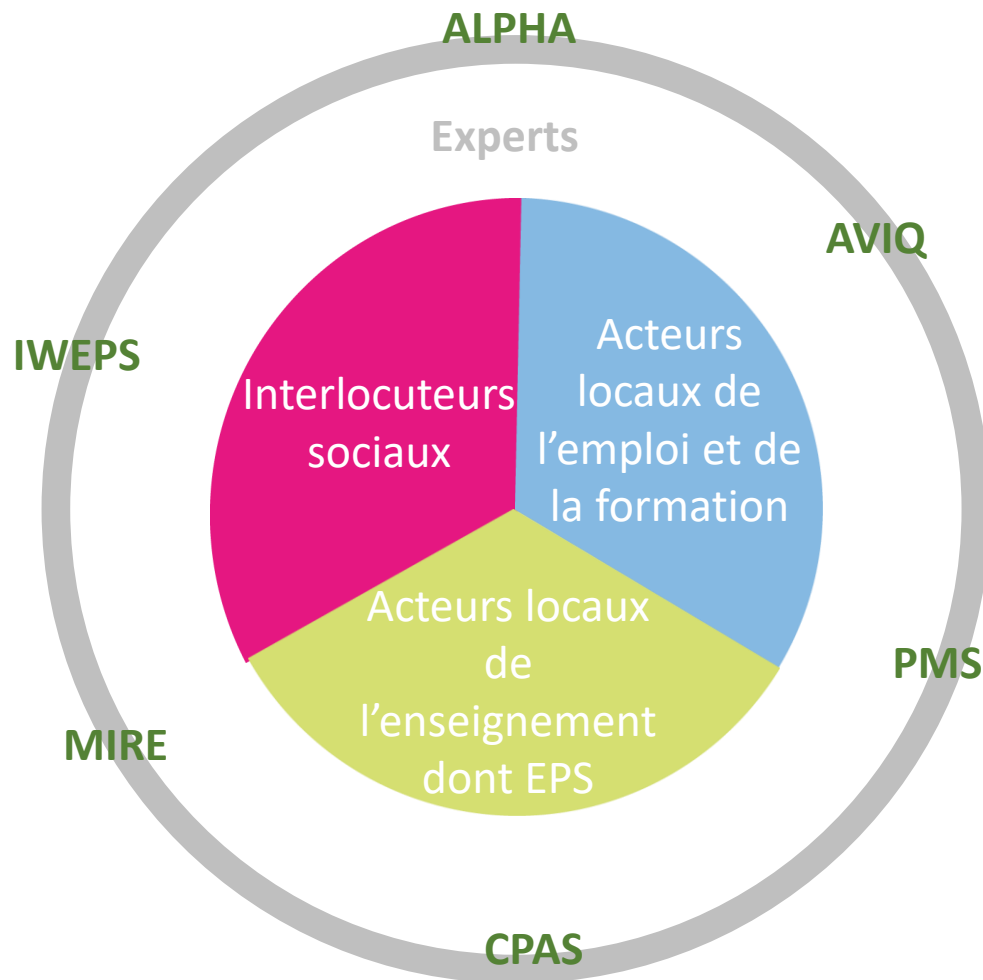 ALPHA
Experts
AVIQ
IWEPS
Interlocuteurs
sociaux
Acteurs
locaux de
l’emploi et de
la formation
Acteurs locaux
de
l’enseignement
dont EPS
PMS
MIRE
CPAS